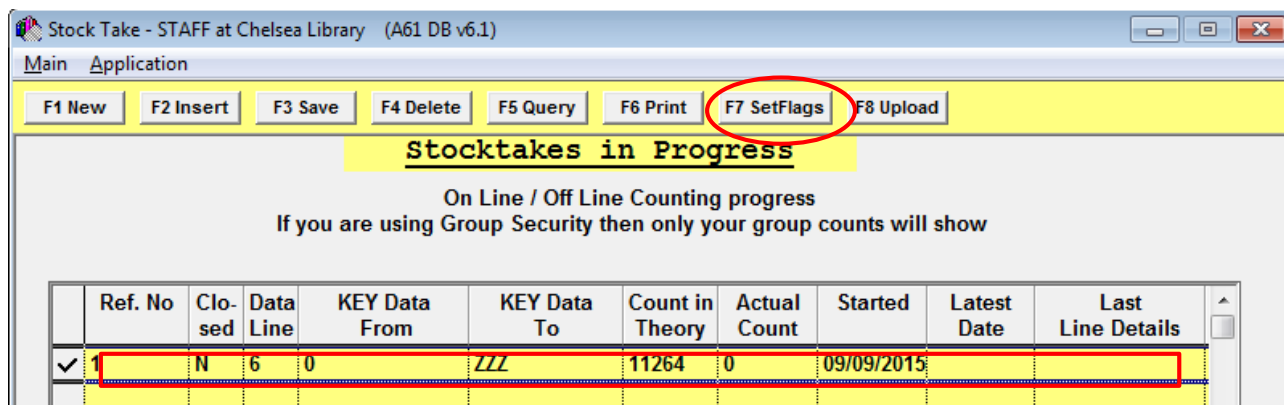 Stock Take - STAFF at Chelsea Library (A61 DB v6.1)
Main Application
F1 New F2 Insert F3 Save F4 Delete F5 Query F6 Print F7 SetFlags F8 Upload
Stocktakes in Progress
On Line / Off Line Counting progress
If you are using Group Security then only your group counts will show
Ref. No Clo- Data KEY Data KEY Data Count in Actual Started Latest Last
sed Line From To Theory Count Date Line Details
1 N 6 0 ZZZ 11264 0 09/09/2015